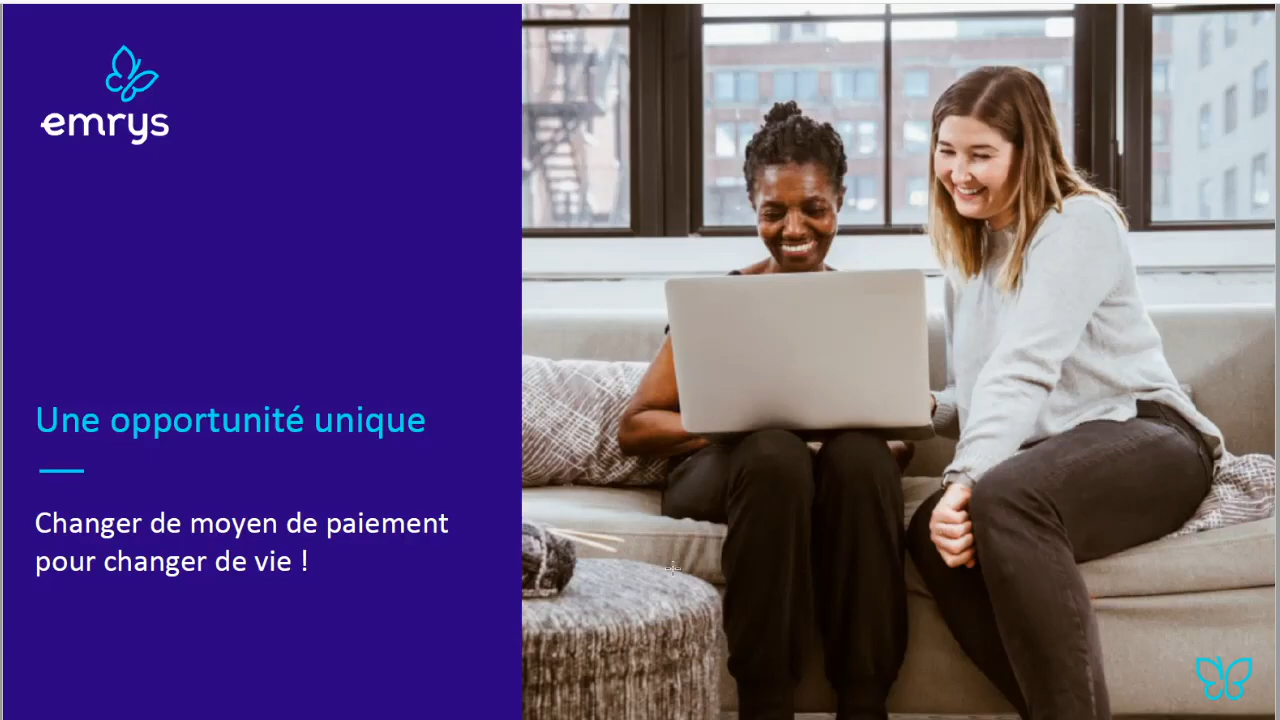 emrys
Une opportunité unique
Changer de moyen de paiement
pour changer de vie !